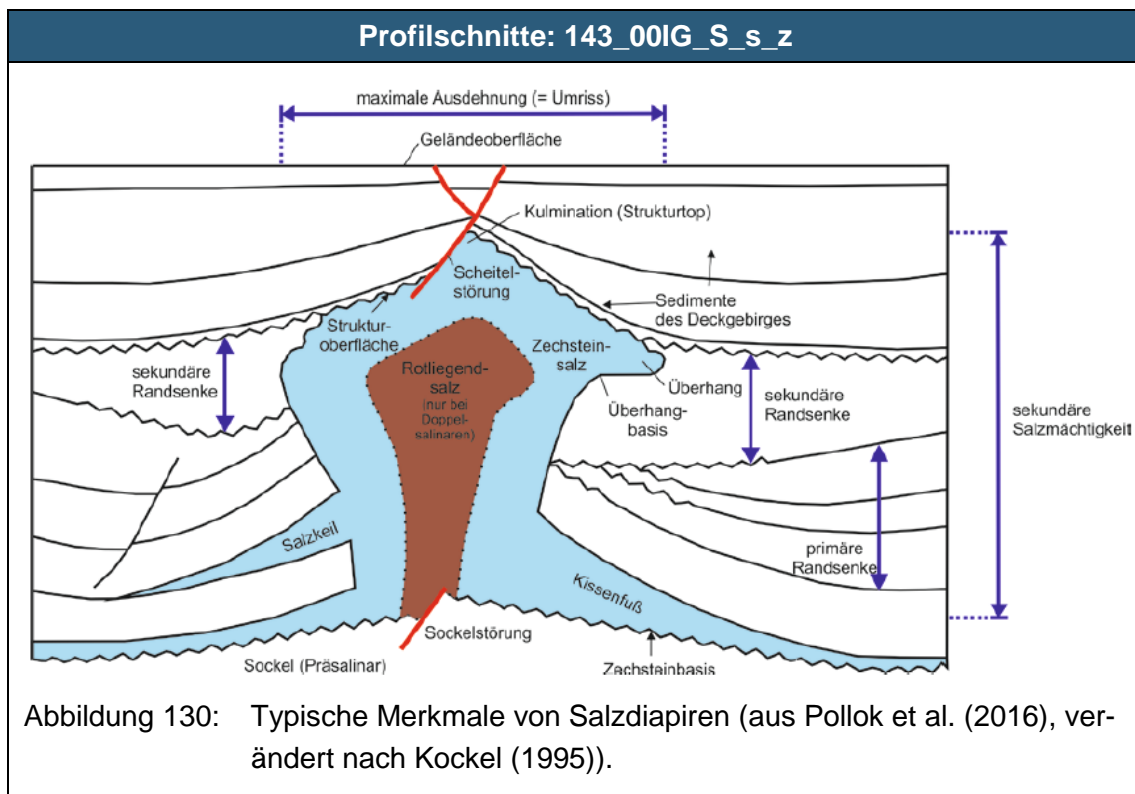 Profilschnitte: 143_00IG_S_s_z
maximale Ausdehnung (= Umriss)
Geländeoberfläche
Kulmination (Strukturtop)
Scheitel-
störung
Sedimente
des Deckgebirges
Struktur-
oberfläche
Zechstein-
salz
sekundäre
Randsenke
Rotliegend-
salz
(nur bei
Doppel-
salinaren)
Überhang
Überhang-
basis
sekundäre
Randsenke
sekundäre
Salzmächtigkeit
Salzkeil
primäre
Randsenke
Kissenfuß
Sockelstörung
Sockel (Präsalinar)
Zechsteinbasis
Abbildung 130: Typische Merkmale von Salzdiapiren (aus Pollok et al. (2016), ver-
ändert nach Kockel (1995)).